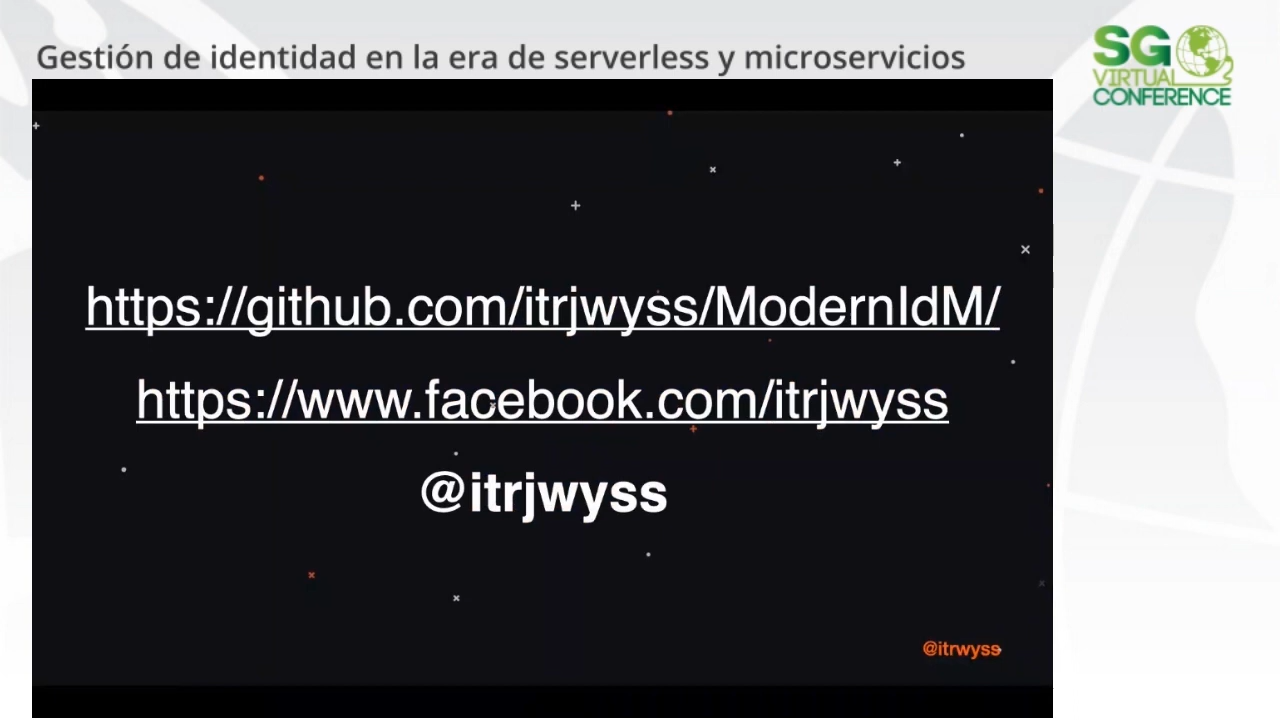 Gestión de identidad en la era de serverless y microservicios
SG
VIRTUAL
CONFERENCE
https://github.com/itrjwyss/ModernIdM/
https://www.facebook.com/itrjwyss
@itrjwyss
@itrwyss